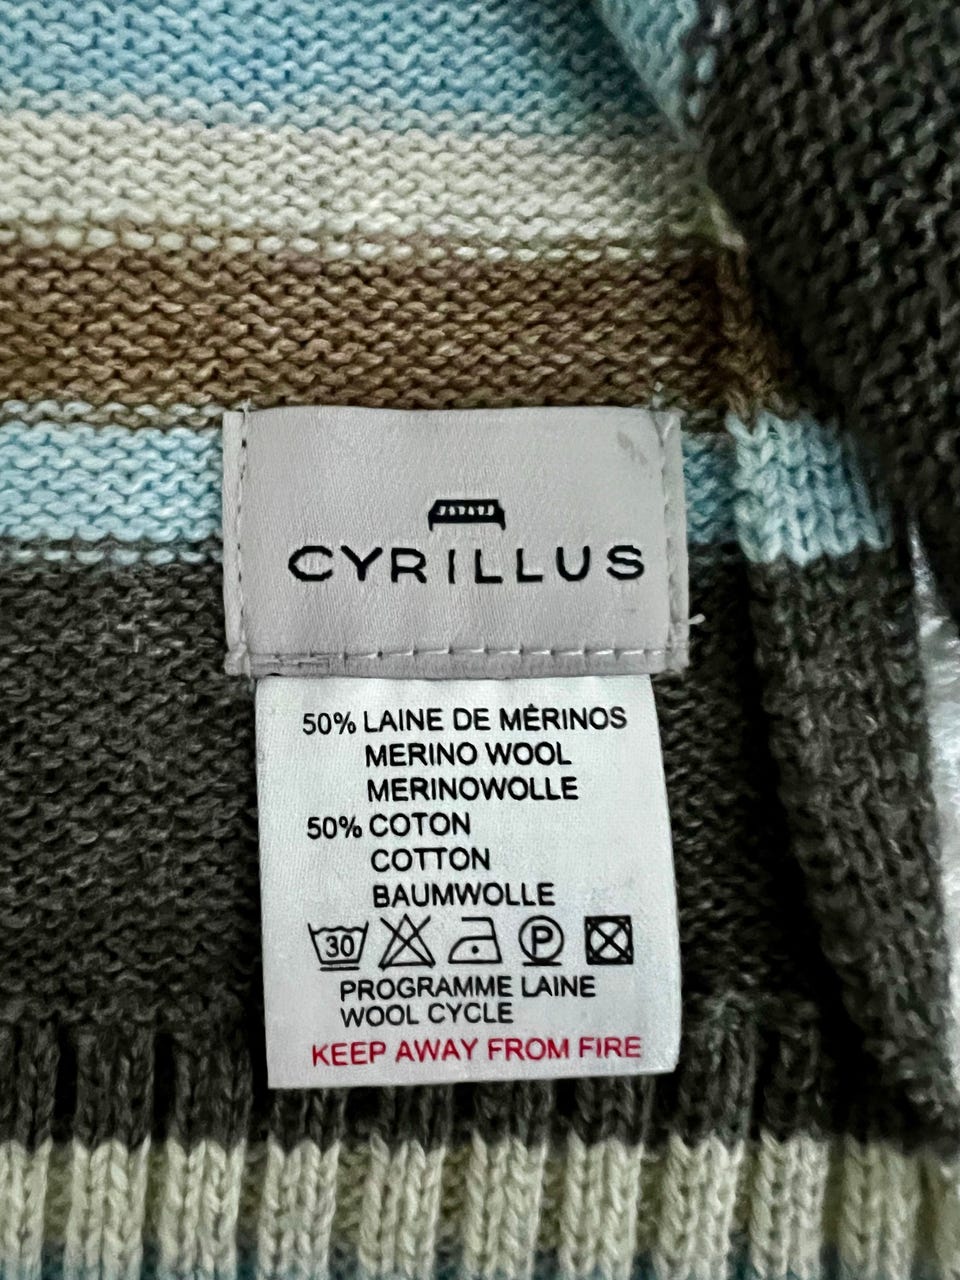 CYRILLUS
50% LAINE DE MÉRINOS
MERINO WOOL
MERINOWOLLE
50% COTON
COTTON
BAUMWOLLE
30 P
PROGRAMME LAINE
WOOL CYCLE
KEEP AWAY FROM FIRE